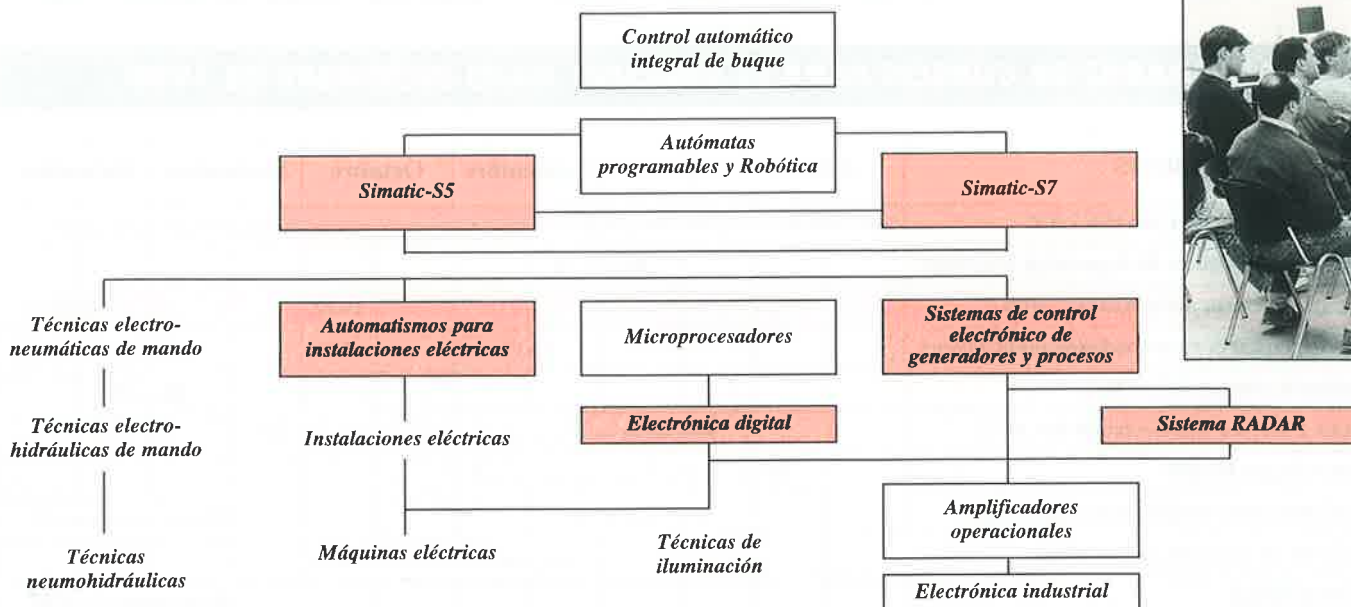 Control automático
integral de buque
Autómatas
programables y Robótica
Simatic-S5
Simatic-S7
Octubre
Técnicas electro-
neumáticas de mando
Automatismos para
instalaciones eléctricas
Microprocesadores
Sistemas de control
electrónico de
generadores y procesos
Técnicas electro-
hidráulicas de mando
Instalaciones eléctricas
Electrónica digital
Sistema RADAR
Amplificadores
operacionales
Técnicas
neumohidráulicas
Máquinas eléctricas
Técnicas de
iluminación
Electrónica industrial